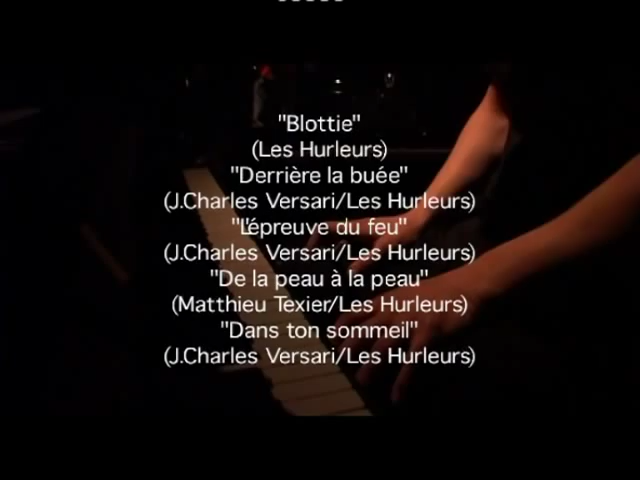 "Blottie"
(Les Hurleurs)
"Derrière la buée"
(J.Charles Versari/Les Hurleurs)
"L'épreuve du feu"
(J.Charles Versari/Les Hurleurs)
"De la peau à la peau"
(Matthieu Texier/Les Hurleurs)
"Dans ton sommeil"
(J.Charles Versari/Les Hurleurs)